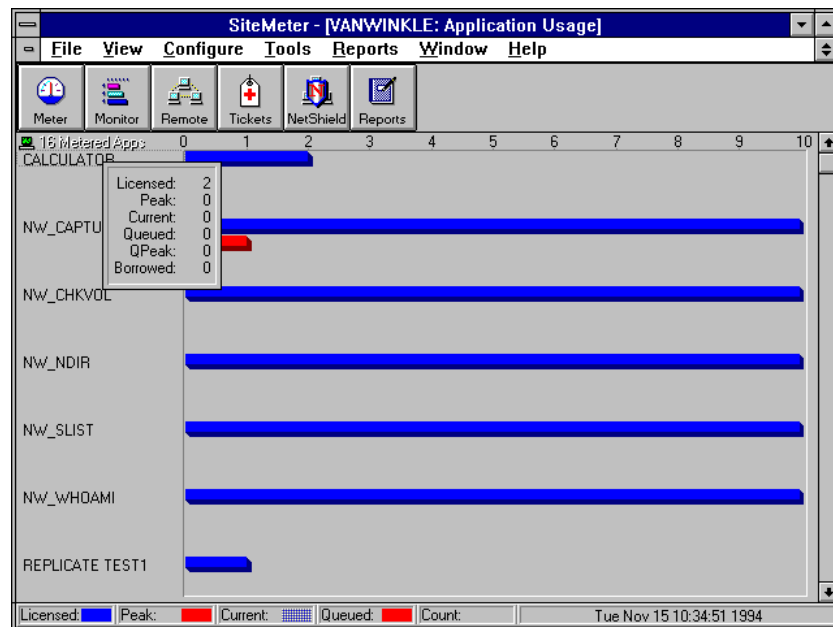 SiteMeter - [VANWINKLE: Application Usage]
File View Configure Tools Reports Window Help
Meter Monitor Remote Tickets NetShield Reports
16 Metered Apps 0 1 2 3 4 5 6 7 8 9 10
CALCULATOR
Licensed: 2
Peak: 0
Current: 0
Queued: 0
QPeak: 0
Borrowed: 0
NW_CAPTU
NW_CHKVOL
NW_NDIR
NW_SLIST
NW_WHOAMI
REPLICATE TEST1
Licensed: Peak: Current: Queued: Count: Tue Nov 15 10:34:51 1994